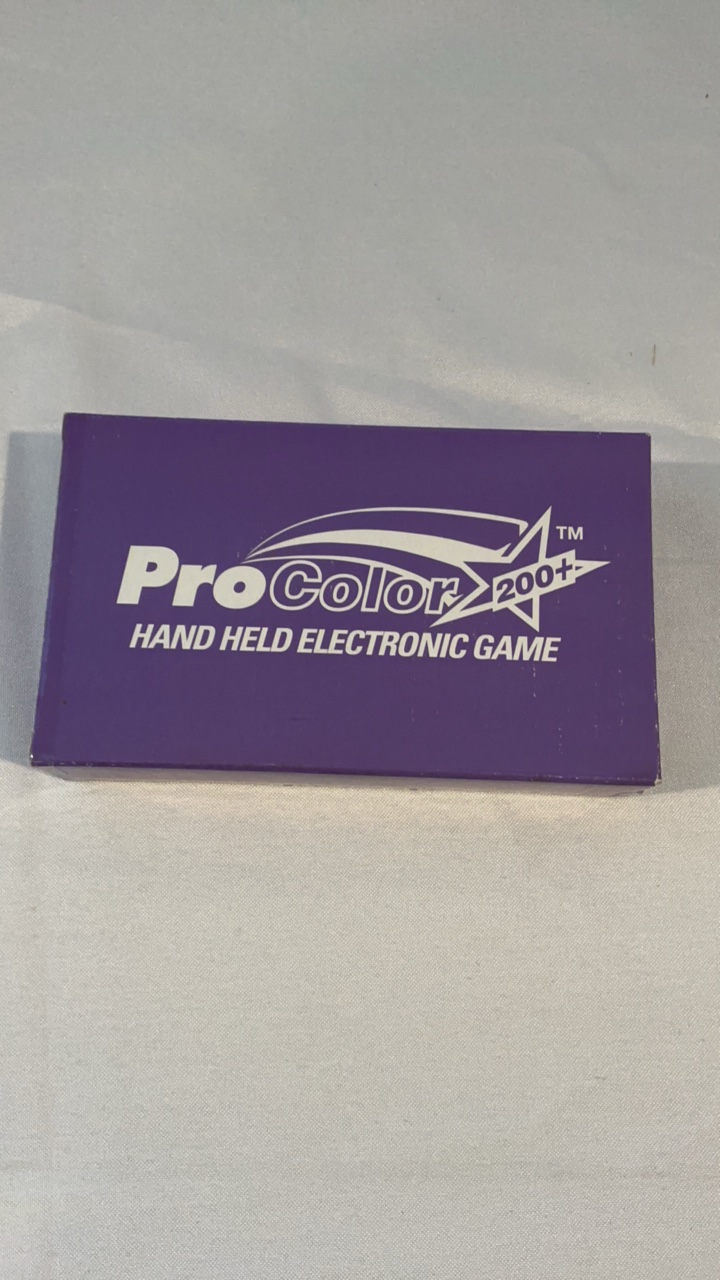 ProColor 200+ TM
HAND HELD ELECTRONIC GAME